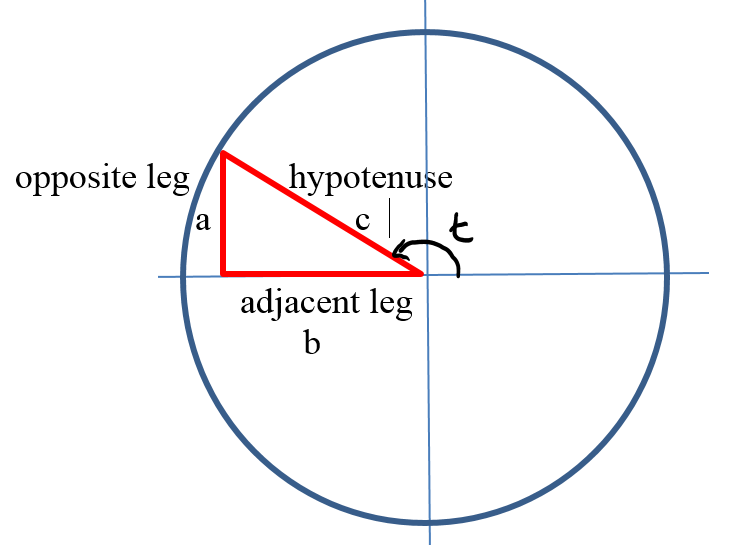 opposite leg
hypotenuse
a
c
t
adjacent leg
b